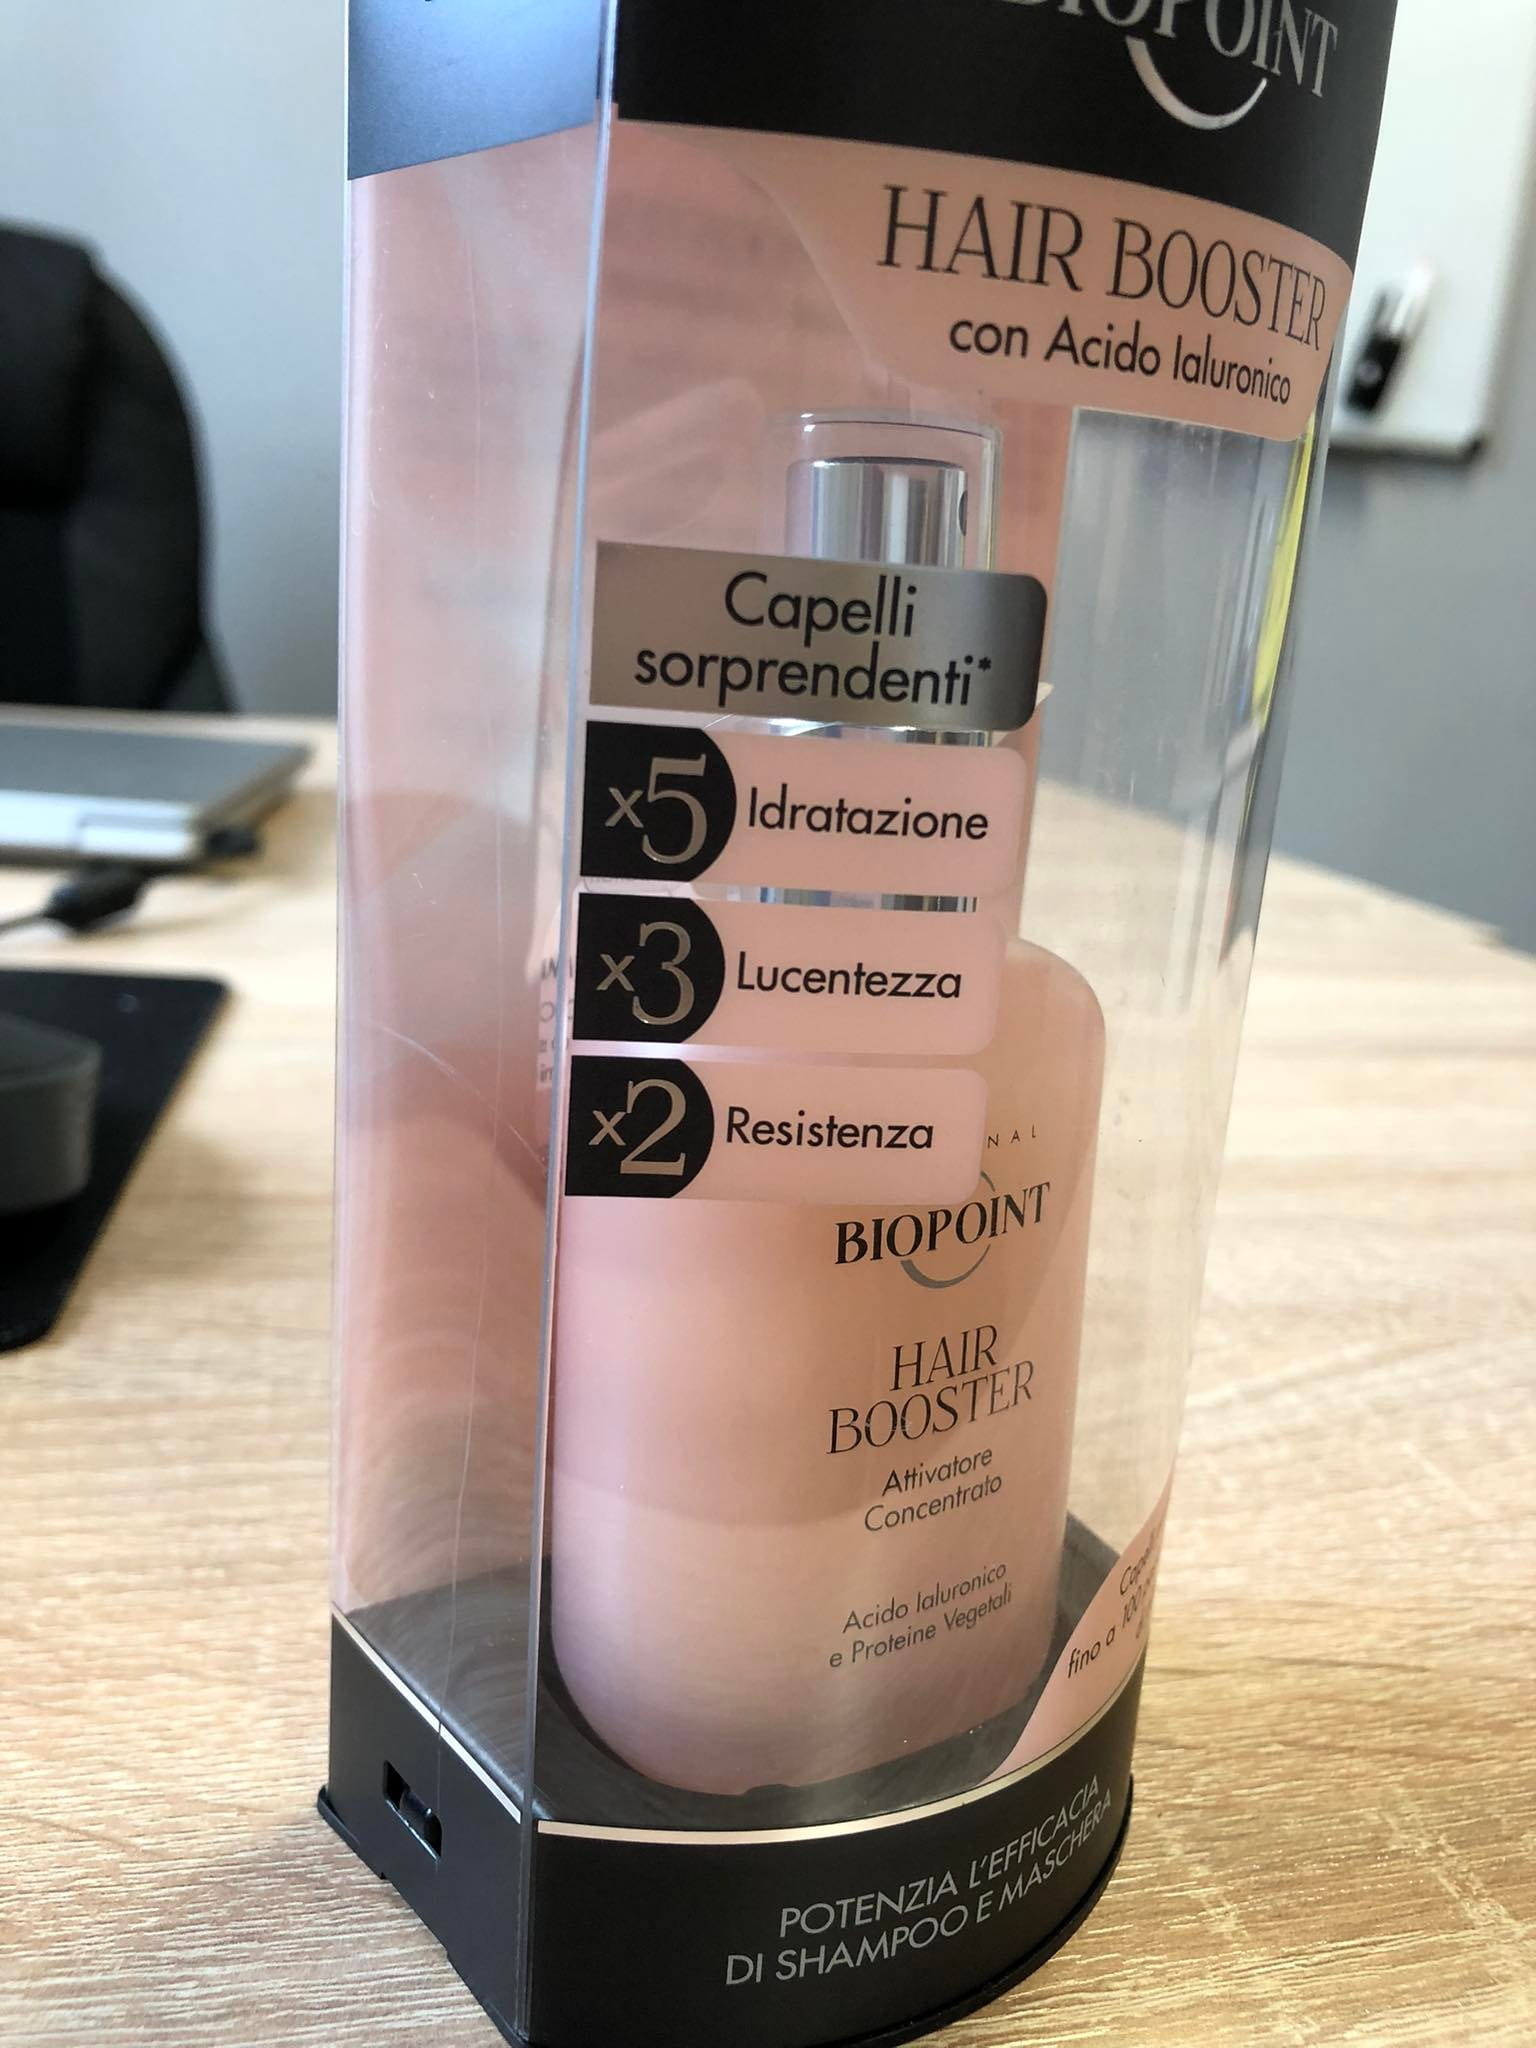 BIOPOINT
HAIR BOOSTER
con Acido Ialuronico
Capelli
sorprendenti*
x5 Idratazione
x3 Lucentezza
x2 Resistenza
BIOPOINT
HAIR
BOOSTER
Attivatore
Concentrato
Acido Ialuronico
e Proteine Vegetali
fino a 100
POTENZIA L'EFFICACIA
DI SHAMPOO E MASCHERA